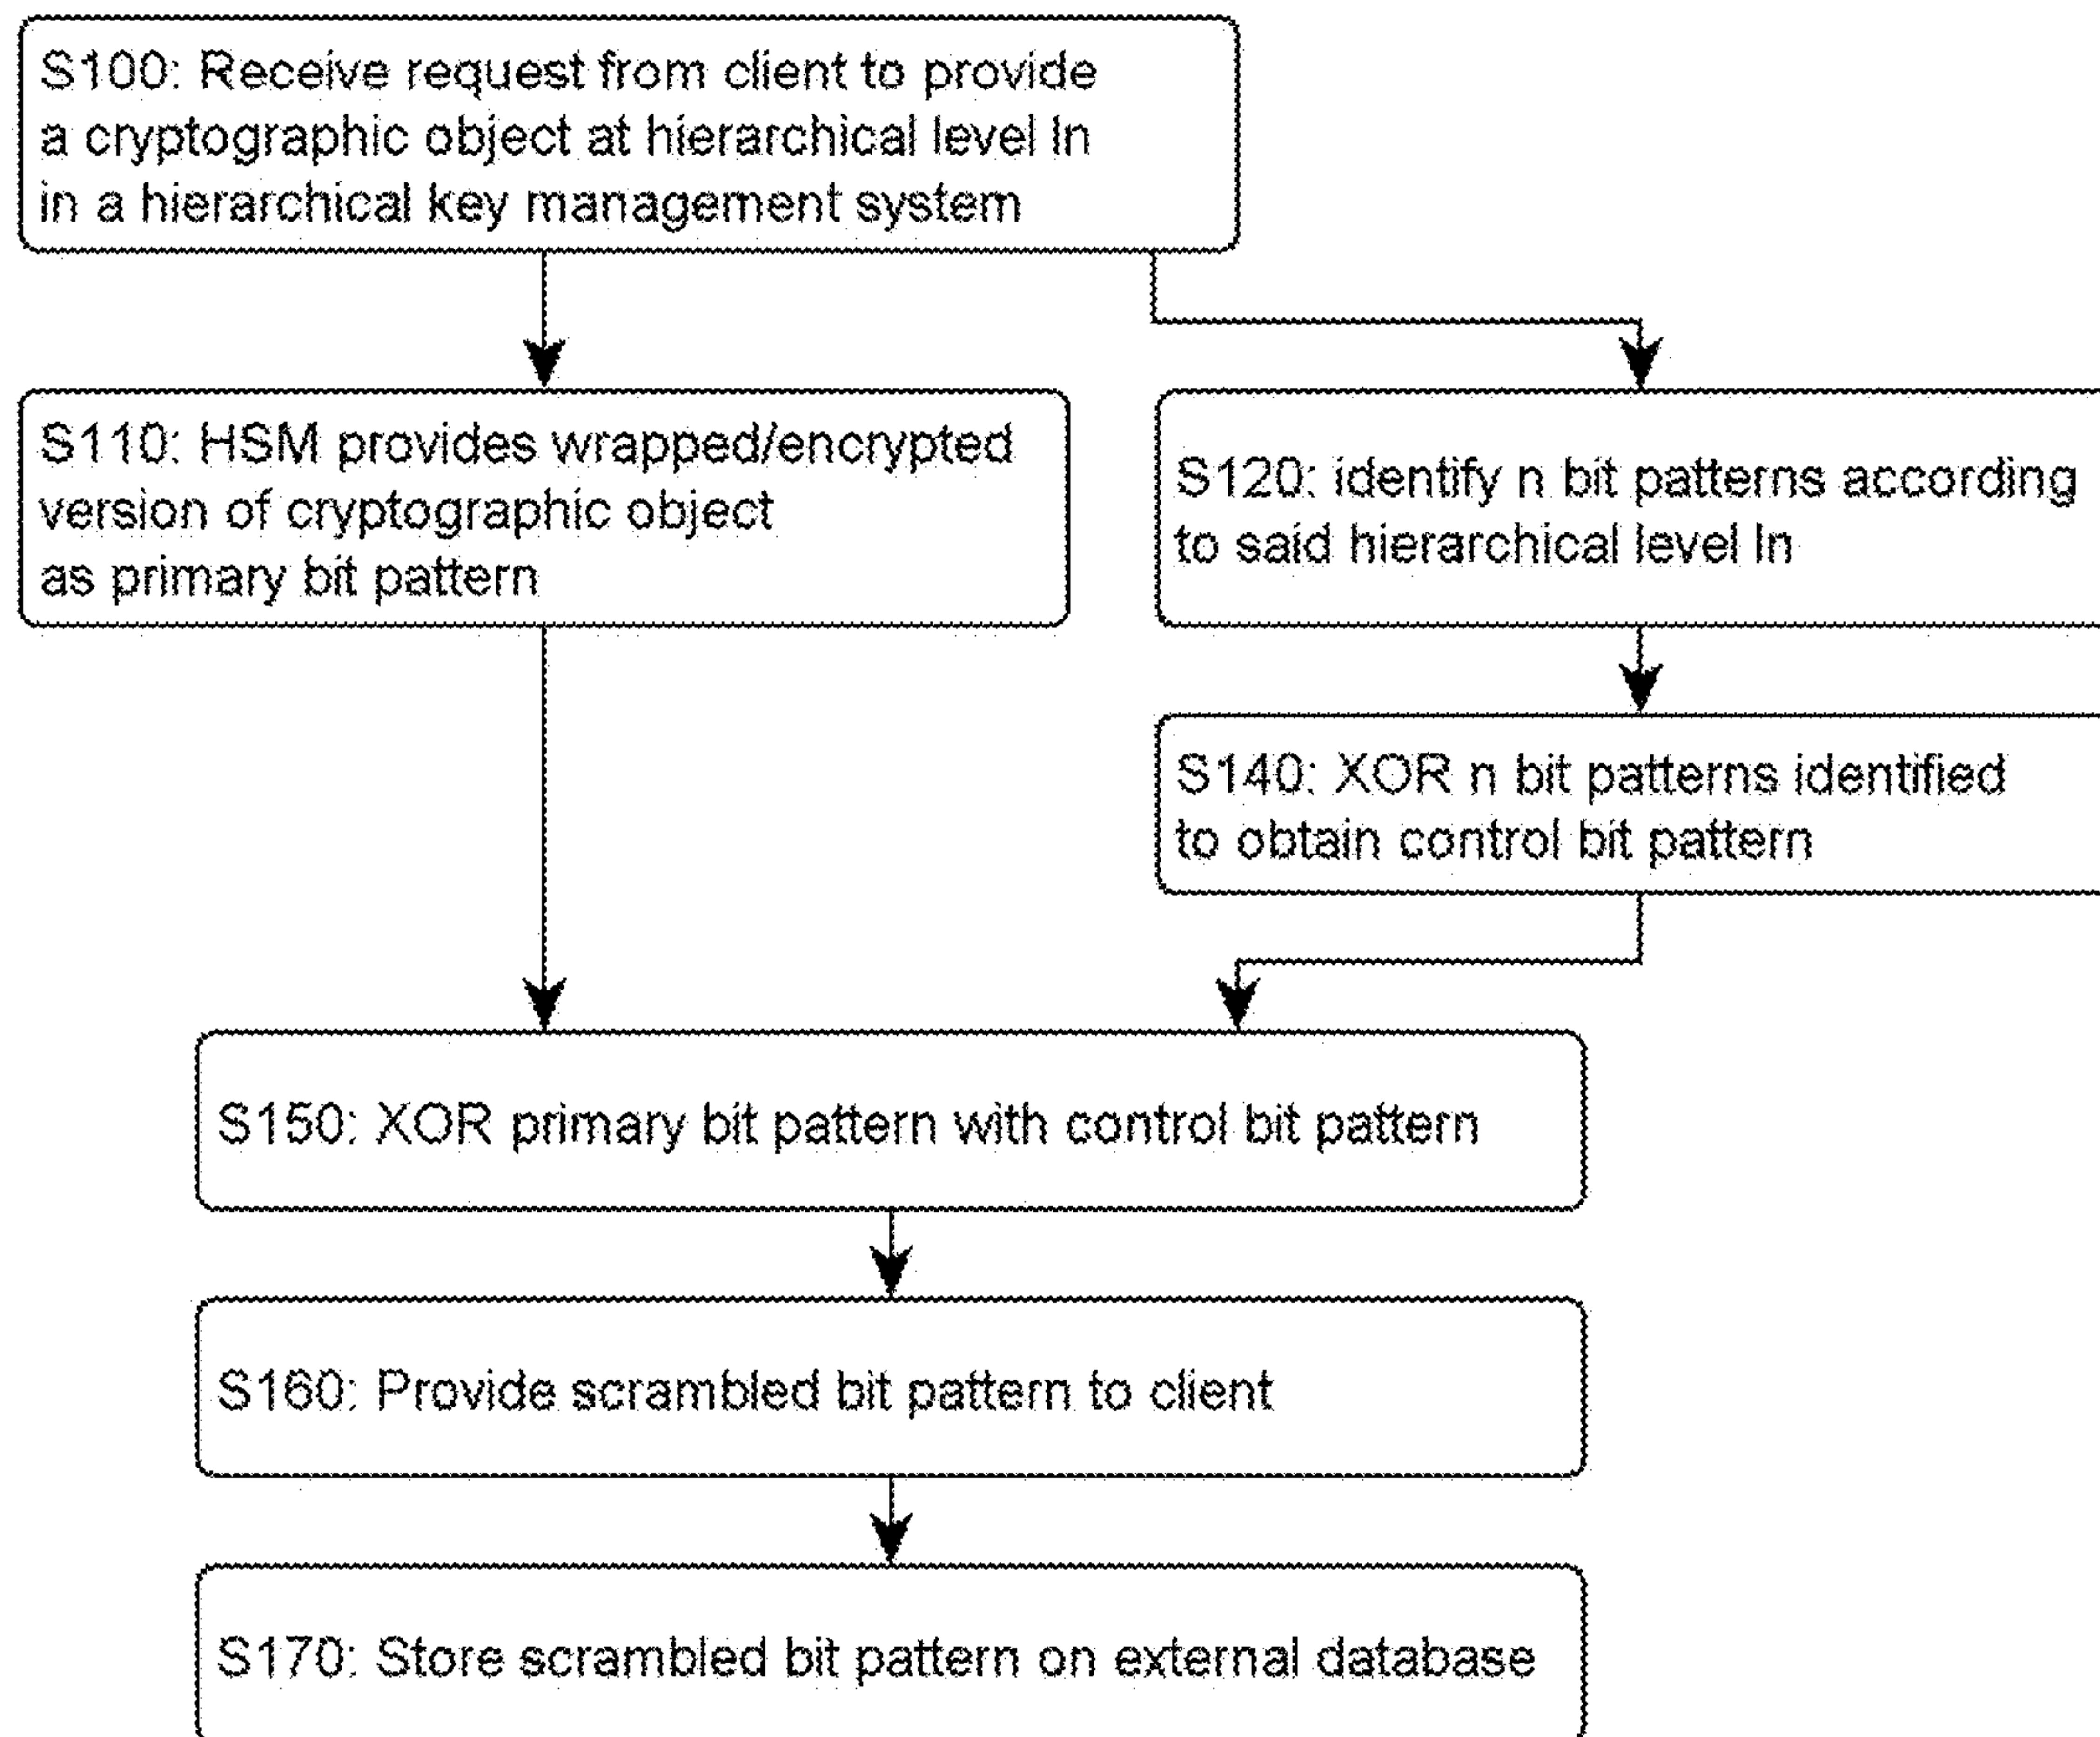 S100: Receive request from client to provide
a cryptographic object at hierarchical level ln
in a hierarchical key management system
S110: HSM provides wrapped/encrypted
version of cryptographic object
as primary bit pattern
S120: identify n bit patterns according
to said hierarchical level ln
S140: XOR n bit patterns identified
to obtain control bit pattern
S150: XOR primary bit pattern with control bit pattern
S160: Provide scrambled bit pattern to client
S170: Store scrambled bit pattern on external database